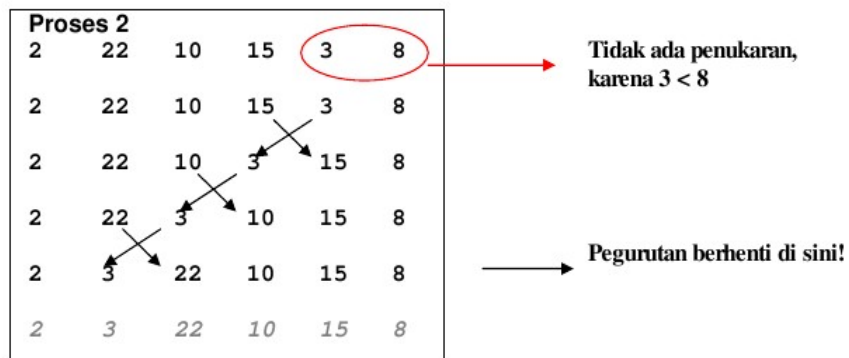 Proses 2
2 22 10 15 3 8
Tidak ada penukaran,
karena 3 < 8
2 22 10 15 3 8
2 22 10 3 15 8
2 22 3 10 15 8
2 3 22 10 15 8
Pegurutan berhenti di sini!
2 3 22 10 15 8